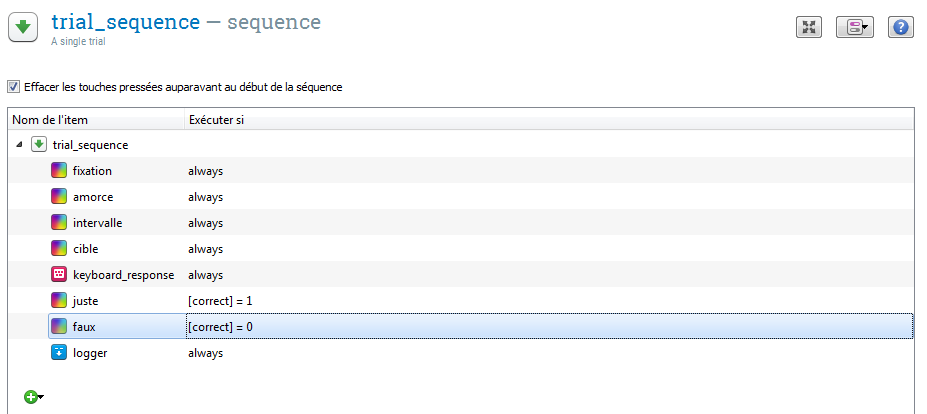 trial_sequence — sequence
A single trial
Effacer les touches pressées auparavant au début de la séquence
Nom de l'item Exécuter si
trial_sequence
fixation always
amorce always
intervalle always
cible always
keyboard_response always
juste [correct] = 1
faux [correct] = 0
logger always